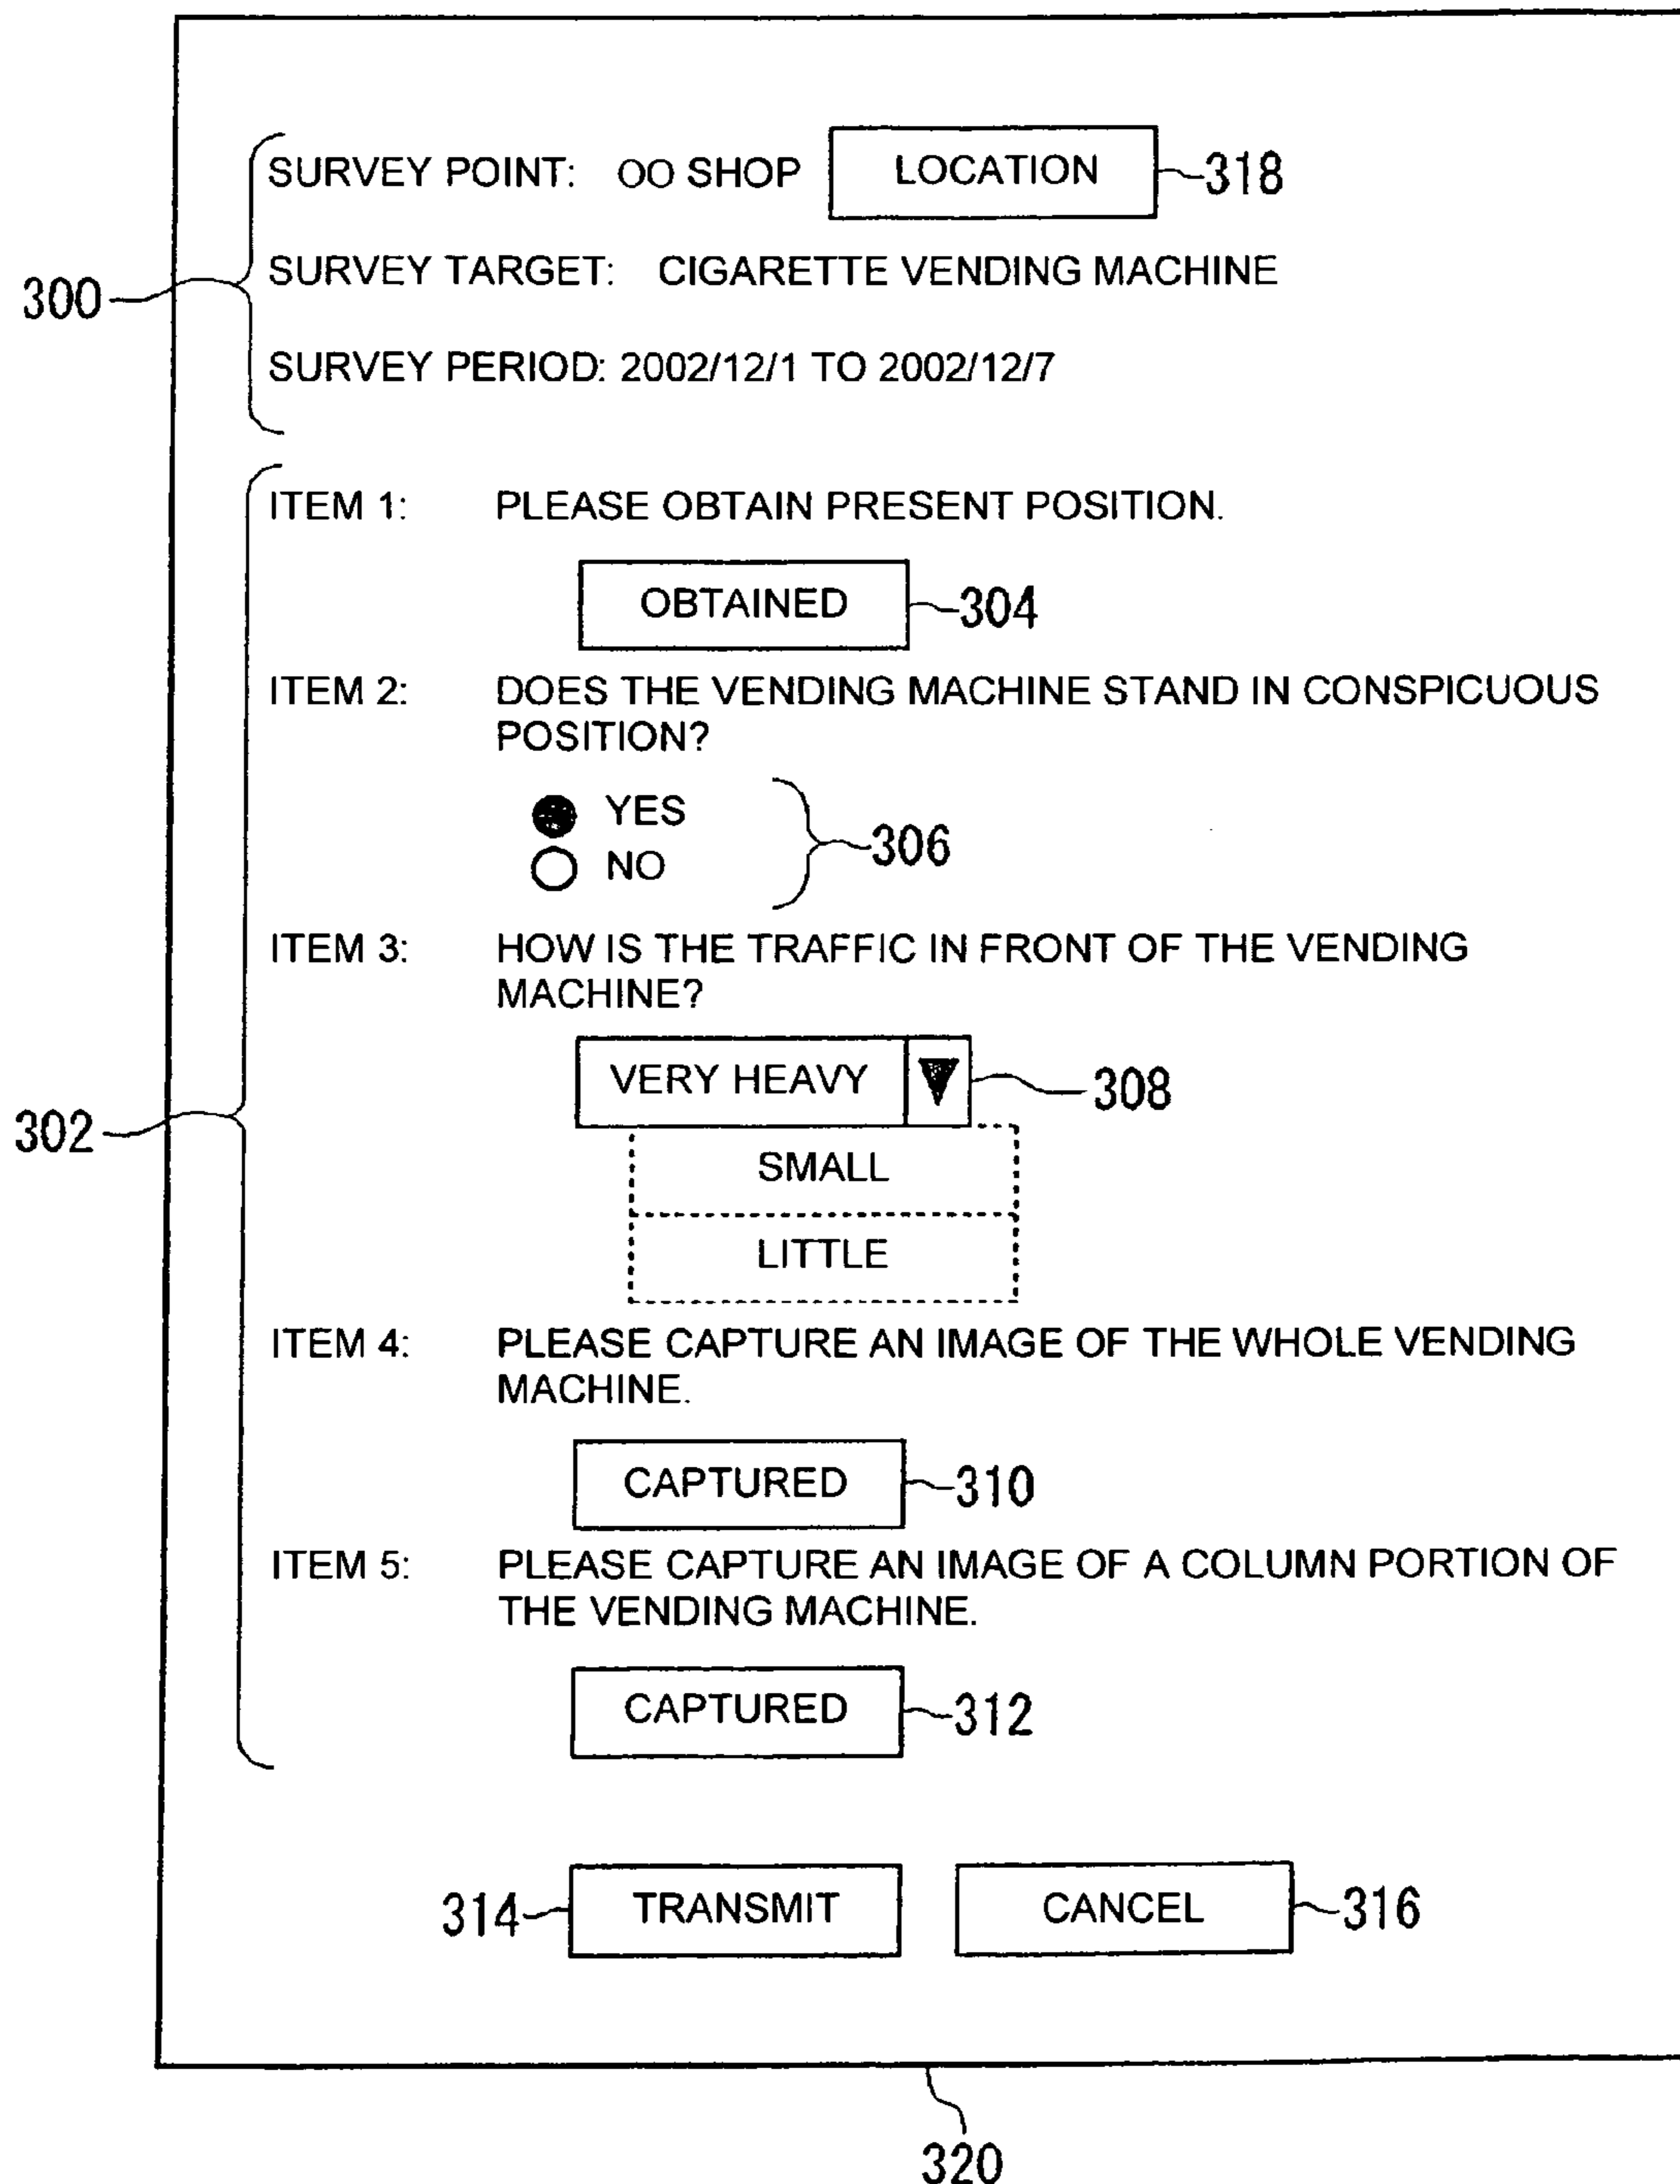 SURVEY POINT: OO SHOP LOCATION 318
SURVEY TARGET: CIGARETTE VENDING MACHINE
300
SURVEY PERIOD: 2002/12/1 TO 2002/12/7
ITEM 1: PLEASE OBTAIN PRESENT POSITION.
OBTAINED 304
ITEM 2: DOES THE VENDING MACHINE STAND IN CONSPICUOUS
POSITION?
YES
306
NO
ITEM 3: HOW IS THE TRAFFIC IN FRONT OF THE VENDING
MACHINE?
VERY HEAVY 308
302
SMALL
LITTLE
ITEM 4: PLEASE CAPTURE AN IMAGE OF THE WHOLE VENDING
MACHINE.
CAPTURED 310
ITEM 5: PLEASE CAPTURE AN IMAGE OF A COLUMN PORTION OF
THE VENDING MACHINE.
CAPTURED 312
314 TRANSMIT CANCEL 316
320